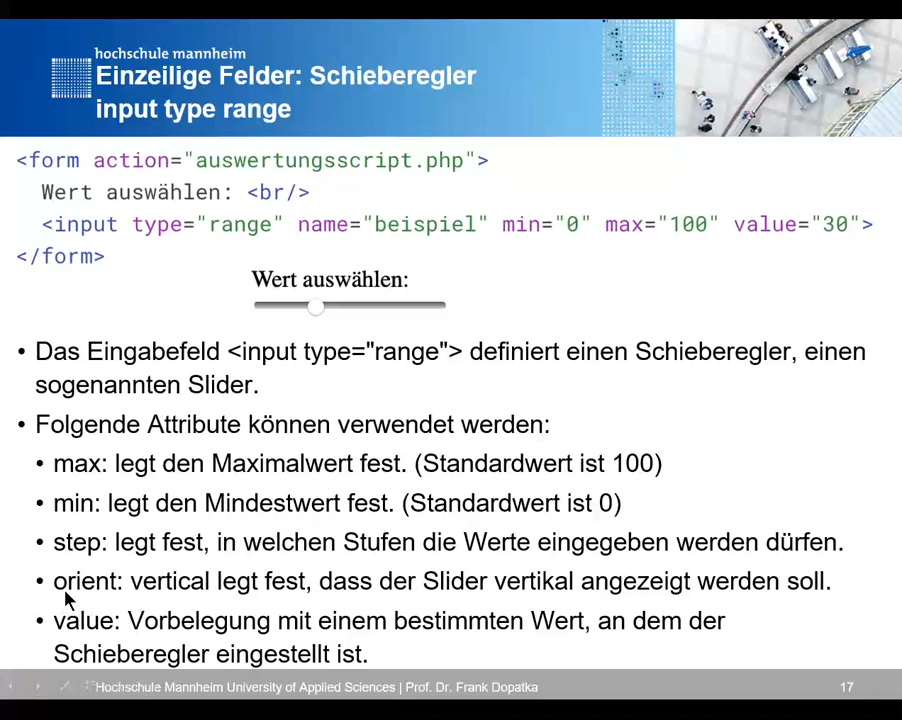 hochschule mannheim
Einzeilige Felder: Schieberegler
input type range
<form action="auswertungsscript.php">
Wert auswählen: <br/>
<input type="range" name="beispiel" min="0" max="100" value="30">
</form>
Wert auswählen:
• Das Eingabefeld <input type="range"> definiert einen Schieberegler, einen
sogenannten Slider.
• Folgende Attribute können verwendet werden:
• max: legt den Maximalwert fest. (Standardwert ist 100)
• min: legt den Mindestwert fest. (Standardwert ist 0)
• step: legt fest, in welchen Stufen die Werte eingegeben werden dürfen.
• orient: vertical legt fest, dass der Slider vertikal angezeigt werden soll.
• value: Vorbelegung mit einem bestimmten Wert, an dem der
Schieberegler eingestellt ist.
Hochschule Mannheim University of Applied Sciences | Prof. Dr. Frank Dopatka
17